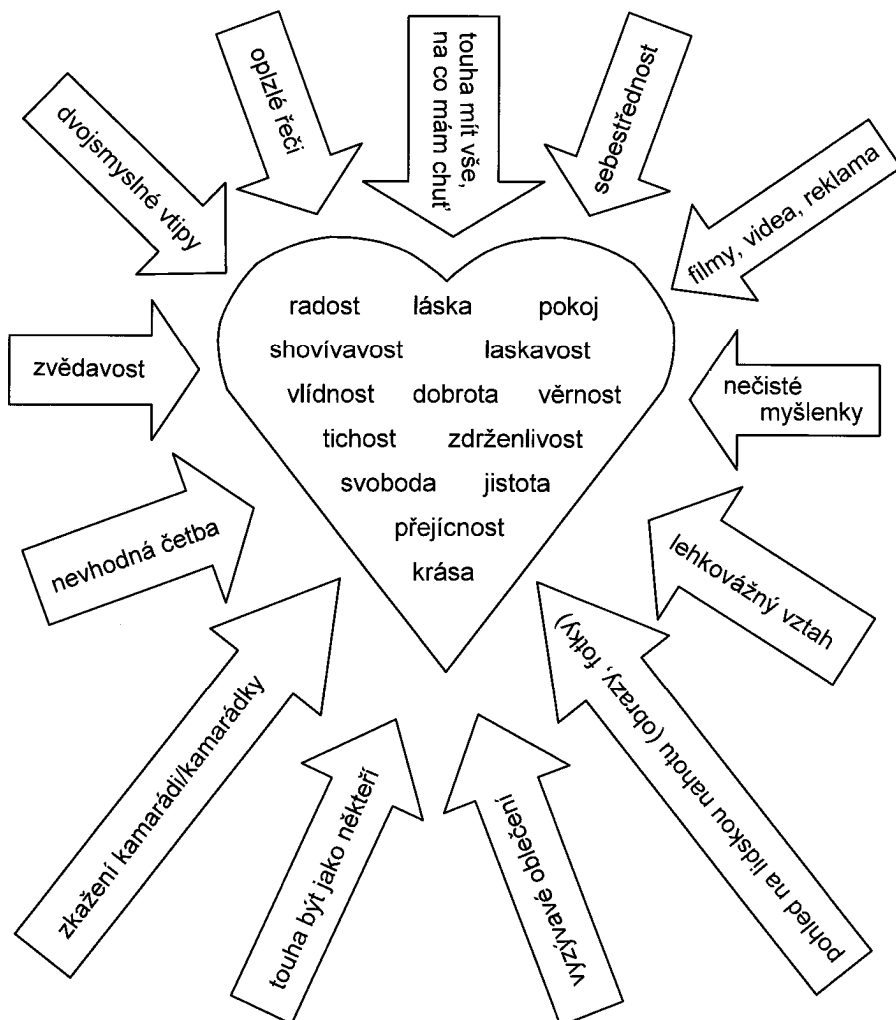 oplzlé řeči
touha mít vše,
na co mám chuť
sebestřednost
dvojsmyslné vtipy
filmy, videa, reklama
zvědavost
nečisté
myšlenky
radost láska pokoj
shovívavost laskavost
vlídnost dobrota věrnost
tichost zdrženlivost
svoboda jistota
přejícnost
krása
nevhodná četba
lehkovážný vztah
zkažení kamarádi/kamarádky
touha být jako někteří
vyzývavé oblečení
pohled na lidskou nahotu (obrazy, fotky)